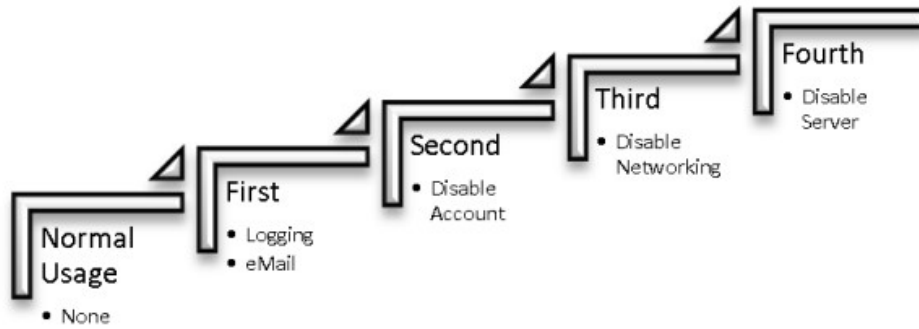 Normal
Usage
• None
First
• Logging
• eMail
Second
• Disable
Account
Third
• Disable
Networking
Fourth
• Disable
Server